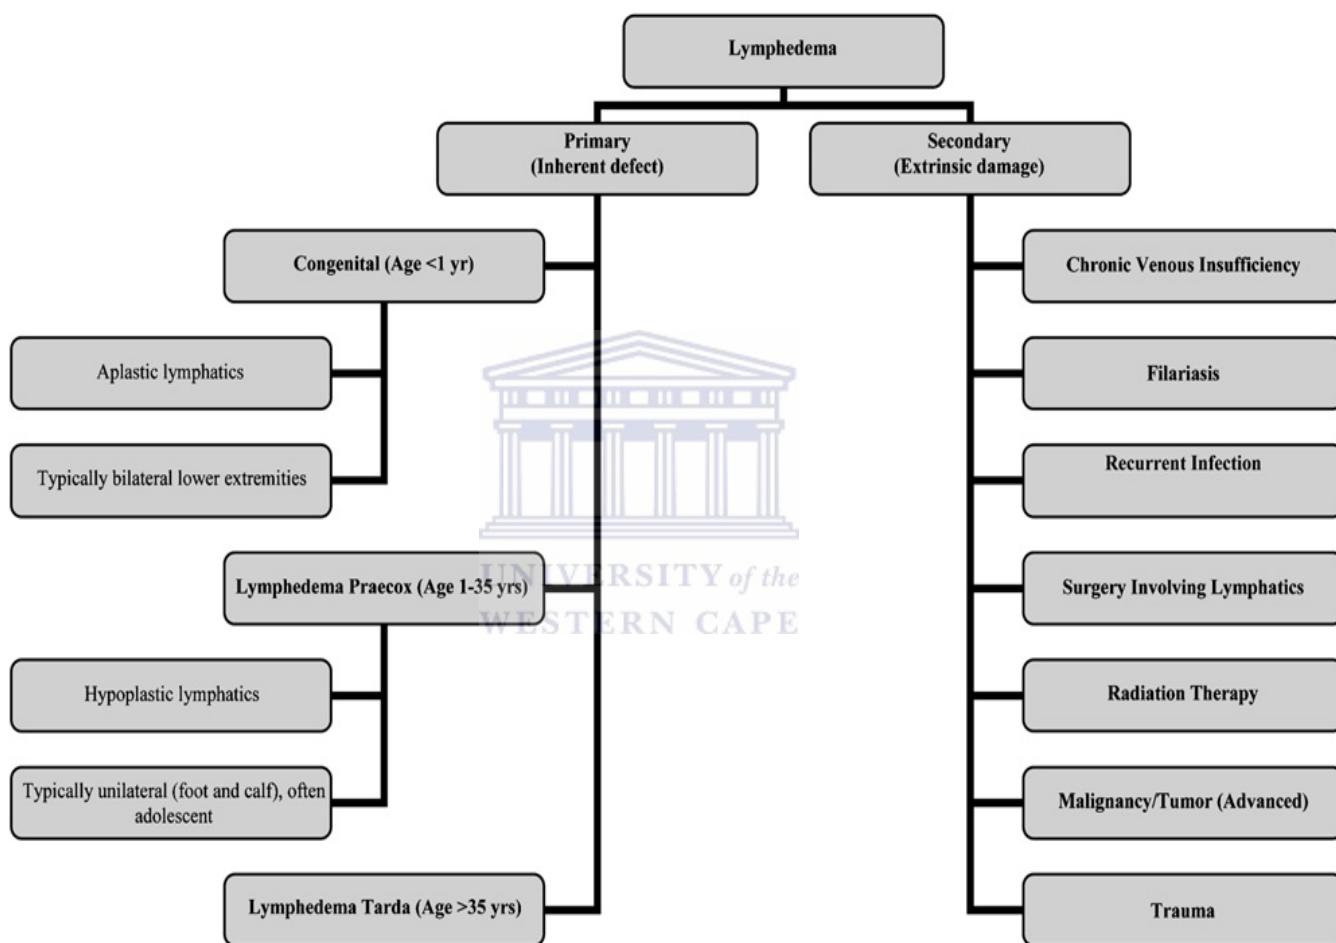 Lymphedema
Primary
(Inherent defect)
Secondary
(Extrinsic damage)
Congenital (Age <1 yr)
Aplastic lymphatics
Typically bilateral lower extremities
Lymphedema Praecox (Age 1-35 yrs)
Hypoplastic lymphatics
Typically unilateral (foot and calf), often
adolescent
Lymphedema Tarda (Age >35 yrs)
Chronic Venous Insufficiency
Filariasis
Recurrent Infection
Surgery Involving Lymphatics
Radiation Therapy
Malignancy/Tumor (Advanced)
Trauma
UNIVERSITY of the
WESTERN CAPE